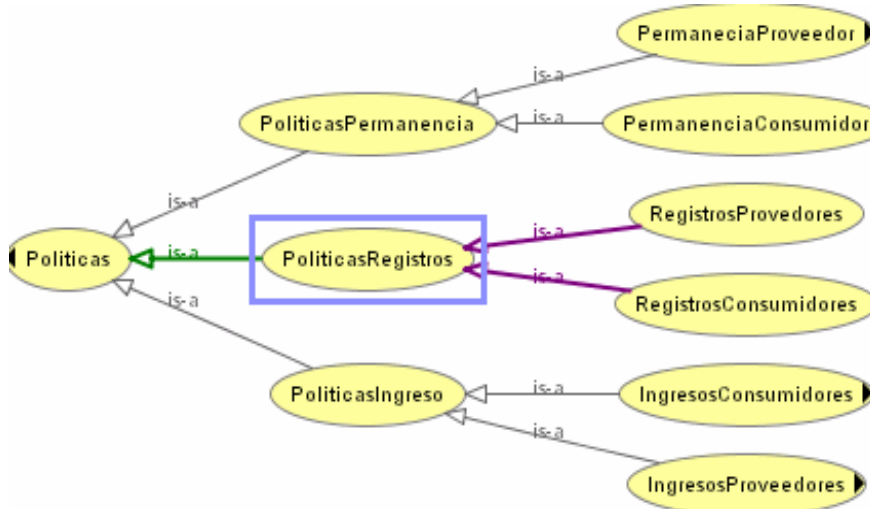 PermaneciaProveedor
is-a
PoliticasPermanencia
is-a
PermanenciaConsumidor
is-a
RegistrosProvedores
is-a
Politicas
is-a
PoliticasRegistros
is-a
RegistrosConsumidores
is-a
PoliticasIngreso
is-a
IngresosConsumidores
is-a
IngresosProveedores